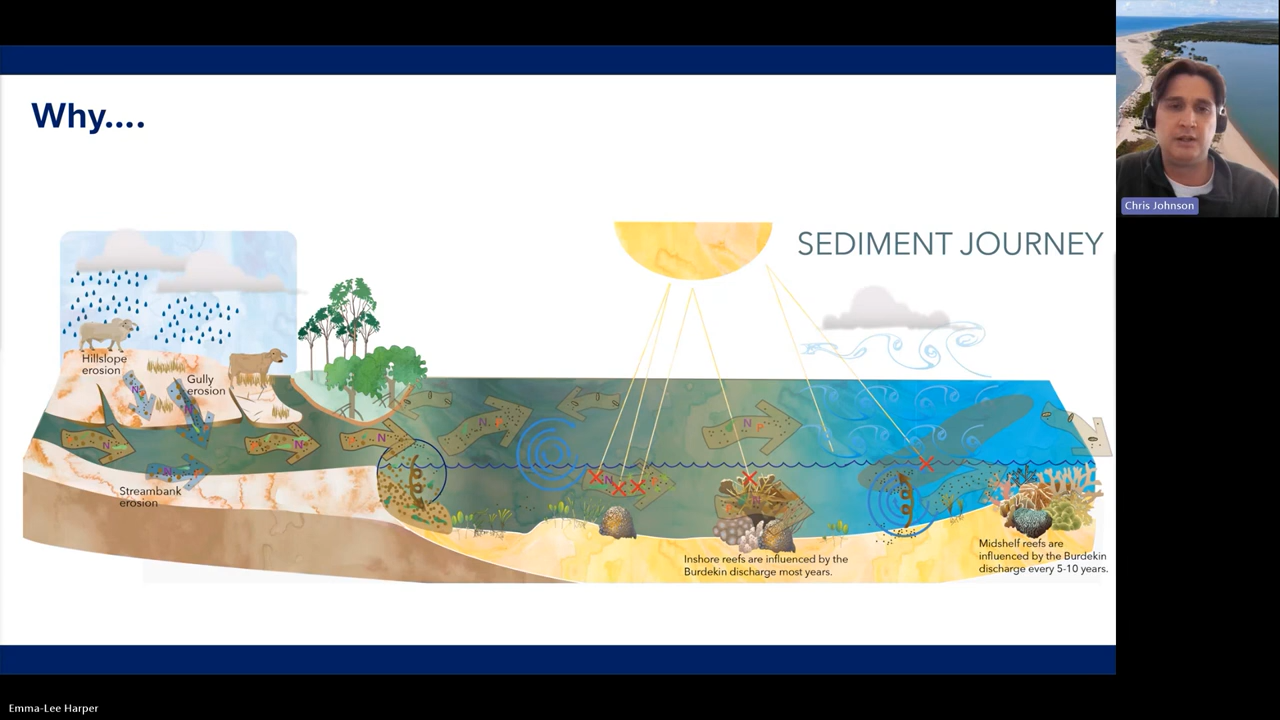 Why....
SEDIMENT JOURNEY
Chris Johnson
Hillslope
erosion
Gully
erosion
Streambank
erosion
N
N
N
N
N
N
N P
N P
N
N
Inshore reefs are influenced by the
Burdekin discharge most years.
Midshelf reefs are
influenced by the Burdekin
discharge every 5-10 years.
Emma-Lee Harper